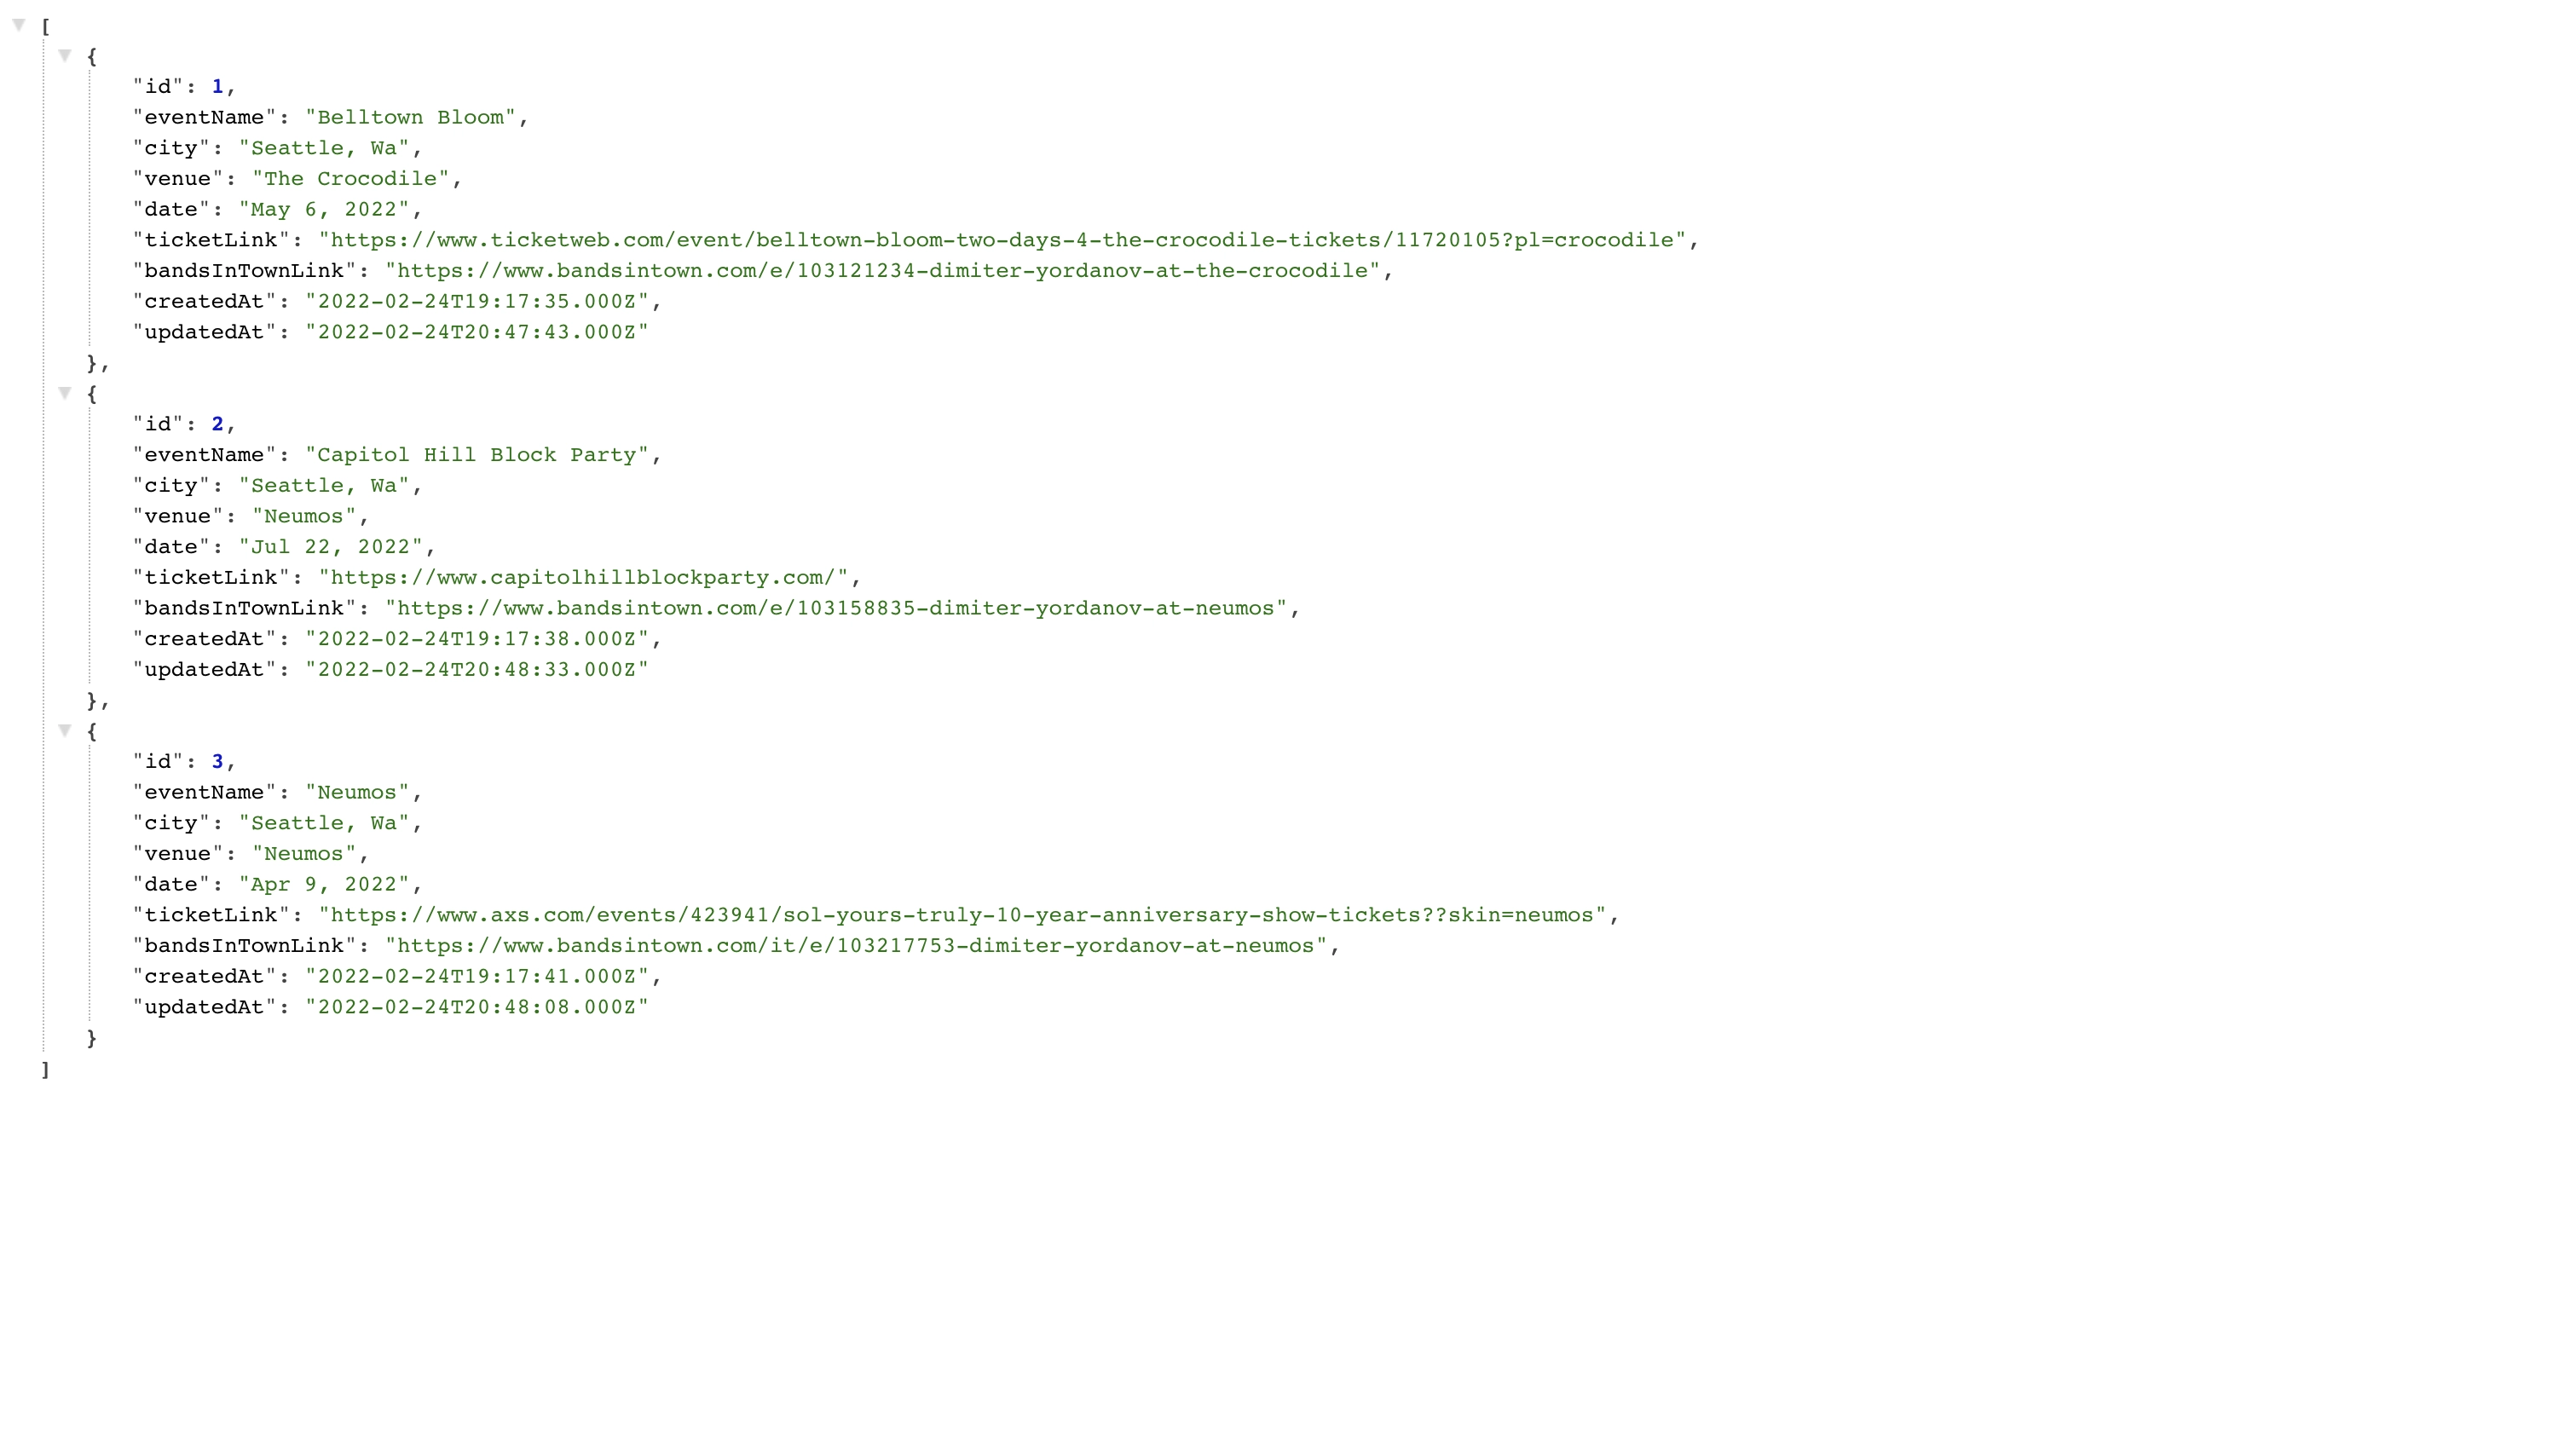 [
{
"id": 1,
"eventName": "Belltown Bloom",
"city": "Seattle, Wa",
"venue": "The Crocodile",
"date": "May 6, 2022",
"ticketLink": "https://www.ticketweb.com/event/belltown-bloom-two-days-4-the-crocodile-tickets/11720105?pl=crocodile",
"bandsInTownLink": "https://www.bandsintown.com/e/103121234-dimiter-yordanov-at-the-crocodile",
"createdAt": "2022-02-24T19:17:35.000Z",
"updatedAt": "2022-02-24T20:47:43.000Z"
},
{
"id": 2,
"eventName": "Capitol Hill Block Party",
"city": "Seattle, Wa",
"venue": "Neumos",
"date": "Jul 22, 2022",
"ticketLink": "https://www.capitolhillblockparty.com/",
"bandsInTownLink": "https://www.bandsintown.com/e/103158835-dimiter-yordanov-at-neumos",
"createdAt": "2022-02-24T19:17:38.000Z",
"updatedAt": "2022-02-24T20:48:33.000Z"
},
{
"id": 3,
"eventName": "Neumos",
"city": "Seattle, Wa",
"venue": "Neumos",
"date": "Apr 9, 2022",
"ticketLink": "https://www.axs.com/events/423941/sol-yours-truly-10-year-anniversary-show-tickets??skin=neumos",
"bandsInTownLink": "https://www.bandsintown.com/it/e/103217753-dimiter-yordanov-at-neumos",
"createdAt": "2022-02-24T19:17:41.000Z",
"updatedAt": "2022-02-24T20:48:08.000Z"
}
]